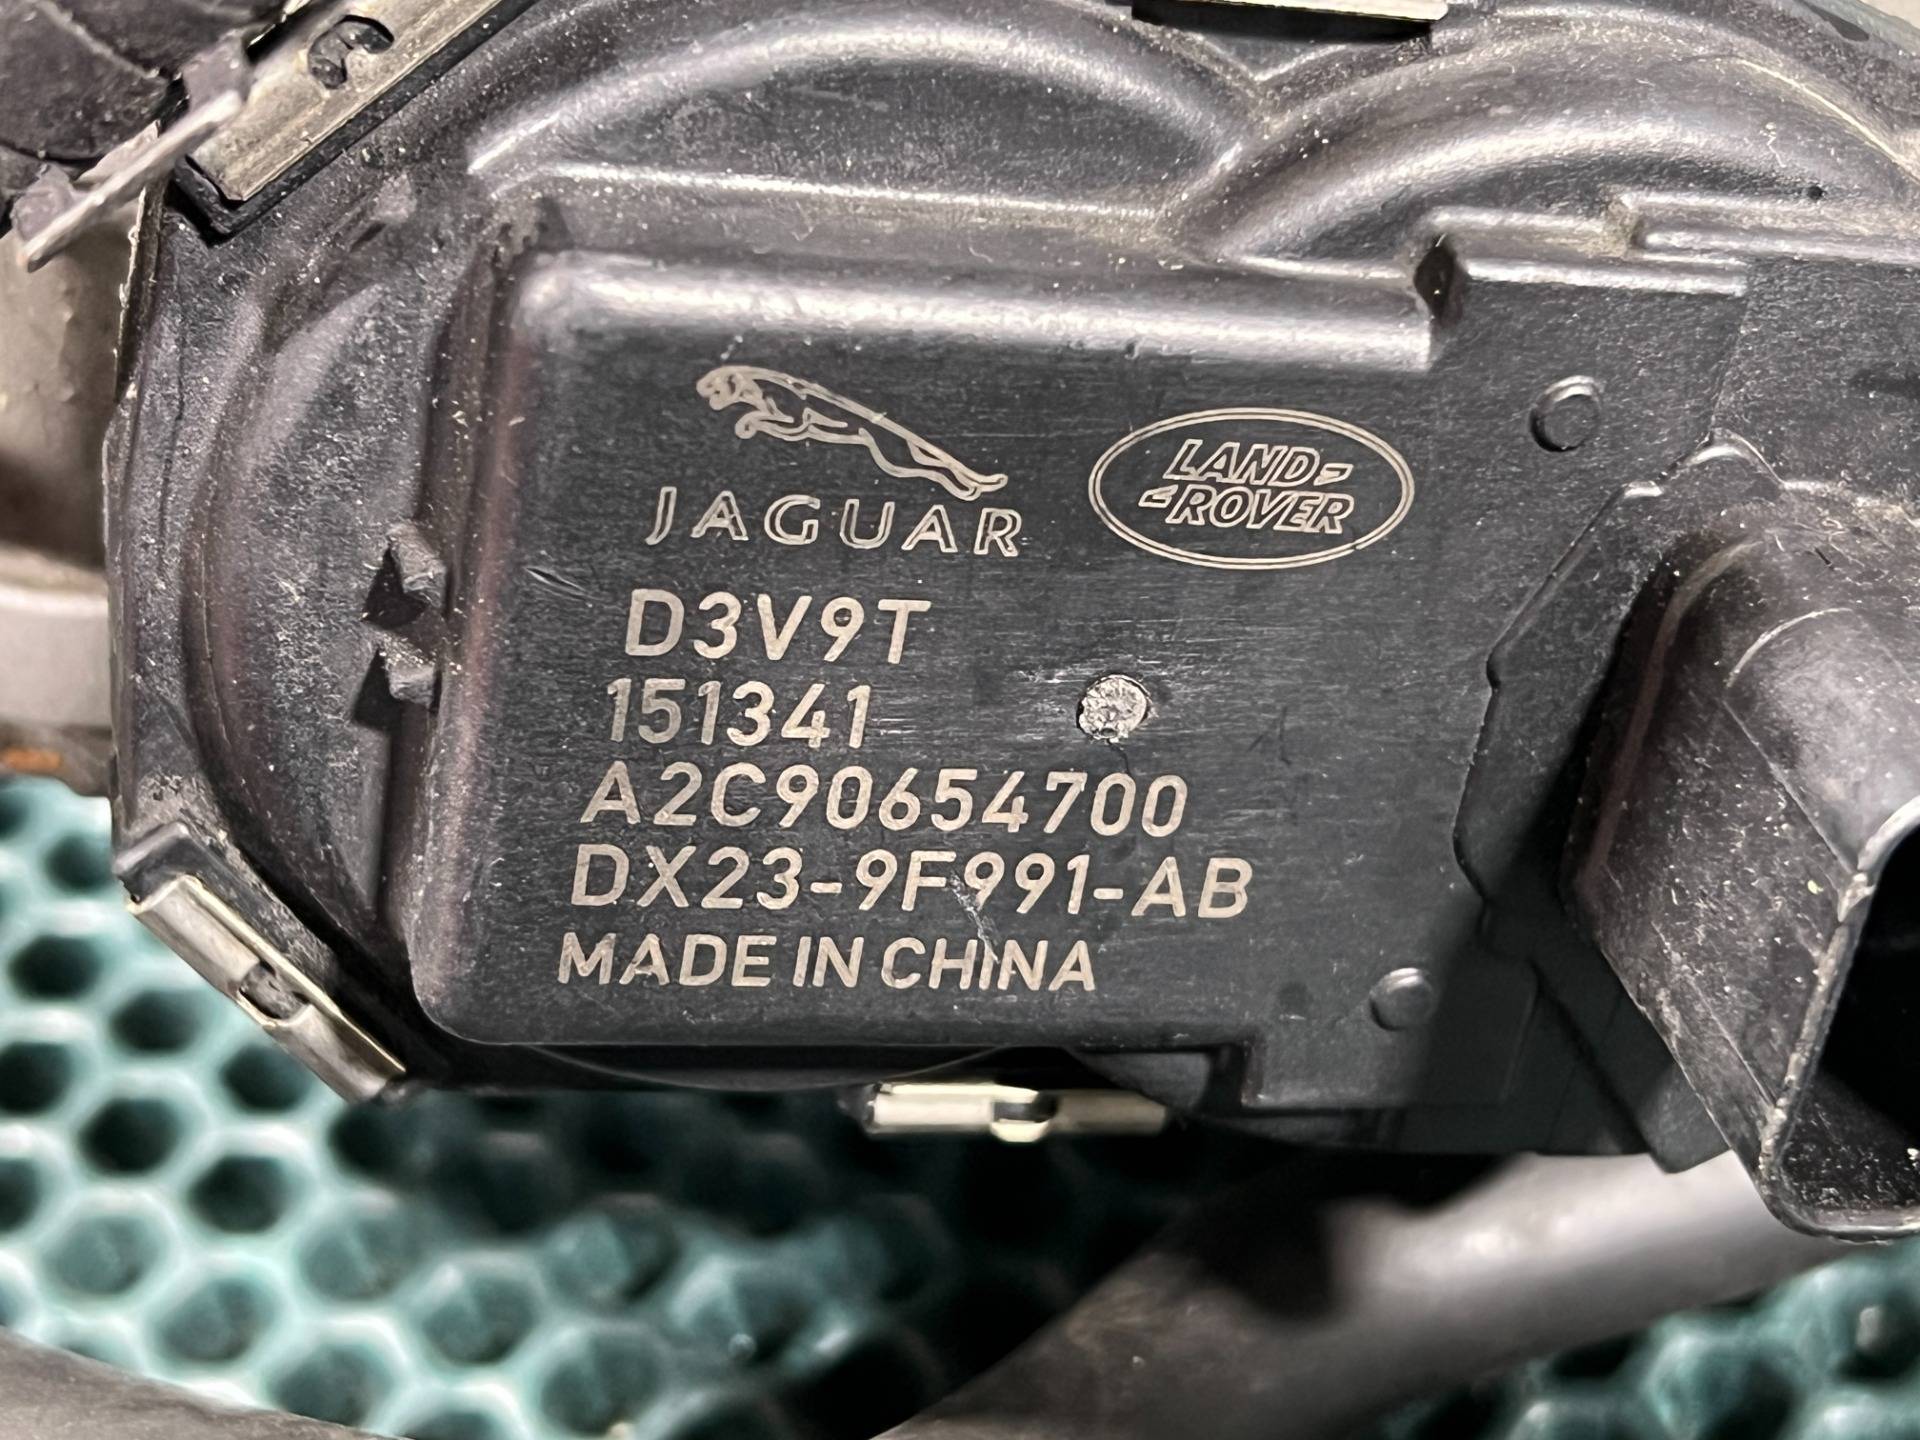 JAGUAR
LAND-
-ROVER
D3V9T
151341
A2C90654700
DX23-9F991-AB
MADE IN CHINA